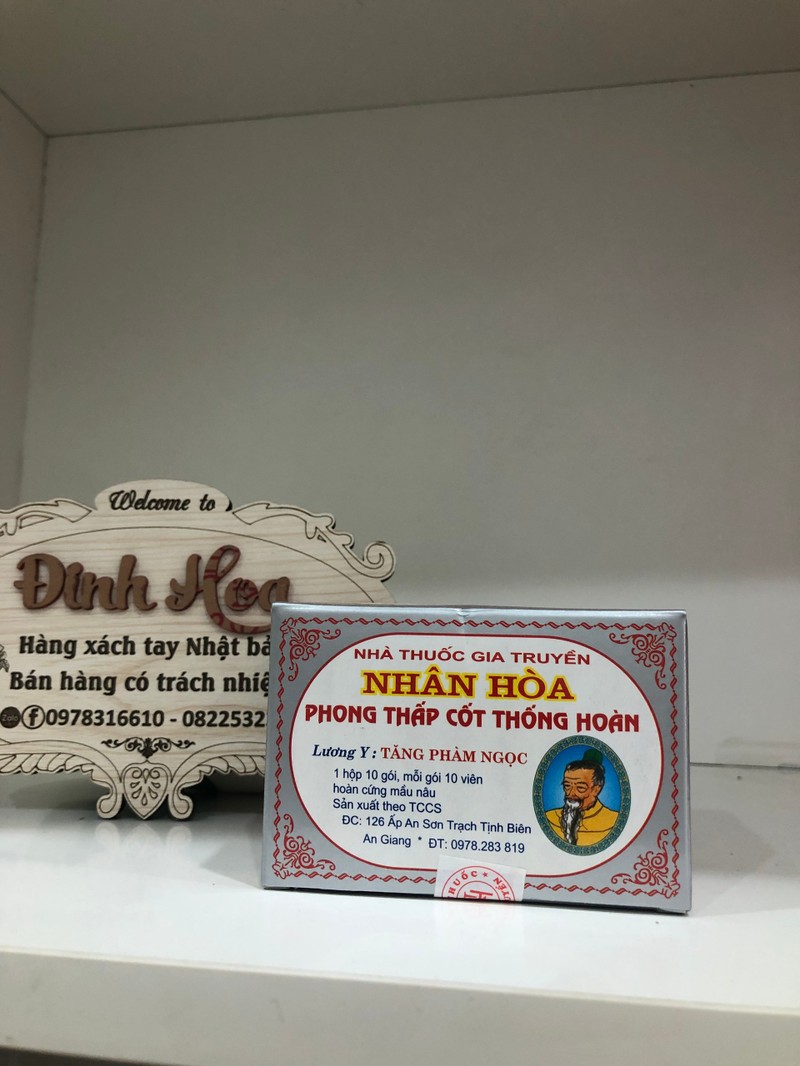 Welcome to
Đinh Hoa
Hàng xách tay Nhật
Bán hàng có trách
Zalo f 0978316610 - 0822532
NHÀ THUỐC GIA TRUYỀN
NHÂN HÒA
PHONG THẤP CỐT THỐNG HOÀN
Lương Y : TĂNG PHÀM NGỌC
1 hộp 10 gói, mỗi gói 10 viên
hoàn cứng mầu nâu
Sản xuất theo TCCS
ĐC: 126 Ấp An Sơn Trạch Tịnh Biên
An Giang * ĐT: 0978.283 819